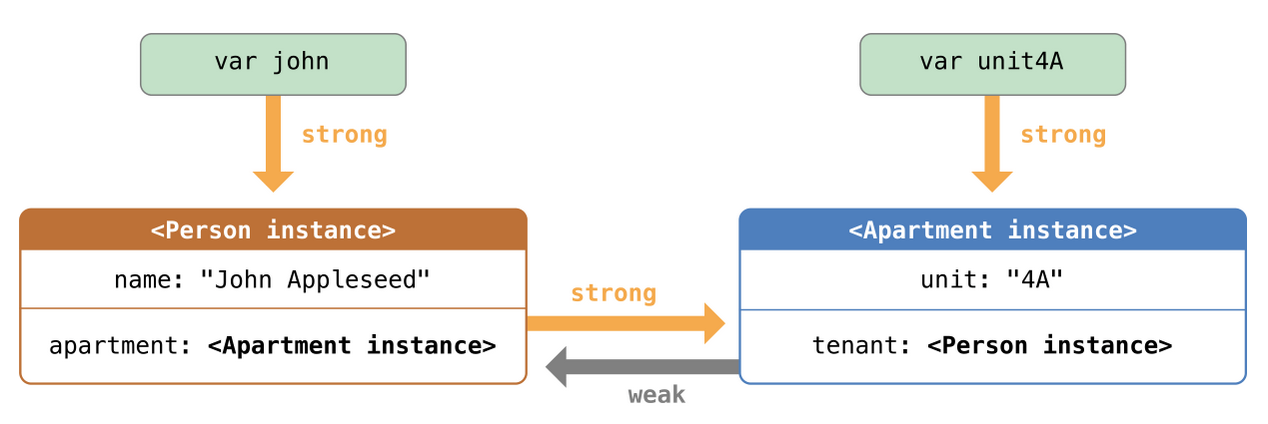 var john
var unit4A
strong
strong
<Person instance>
<Apartment instance>
name: "John Appleseed"
unit: "4A"
strong
apartment: <Apartment instance>
tenant: <Person instance>
weak